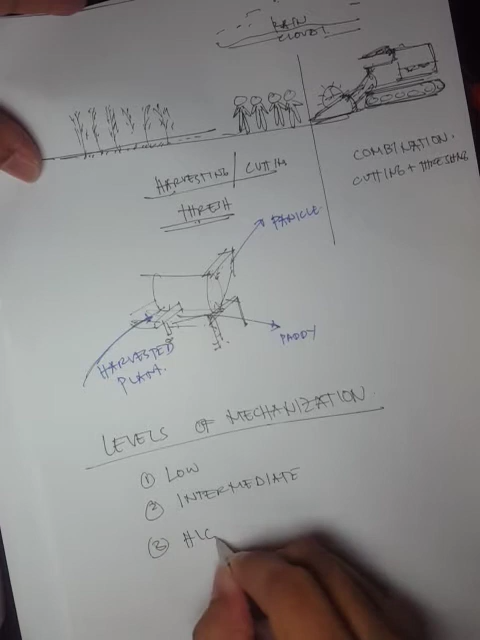 RAIN
CLOUD!
HARVESTING / CUTTIN
THRESH
COMBINATION.
CUTTING + THRESHING
PANICLE
PADDY
HARVESTED
PLANT.
LEVELS OF MECHANIZATION
① LOW
② INTERMEDIATE
③ HIG